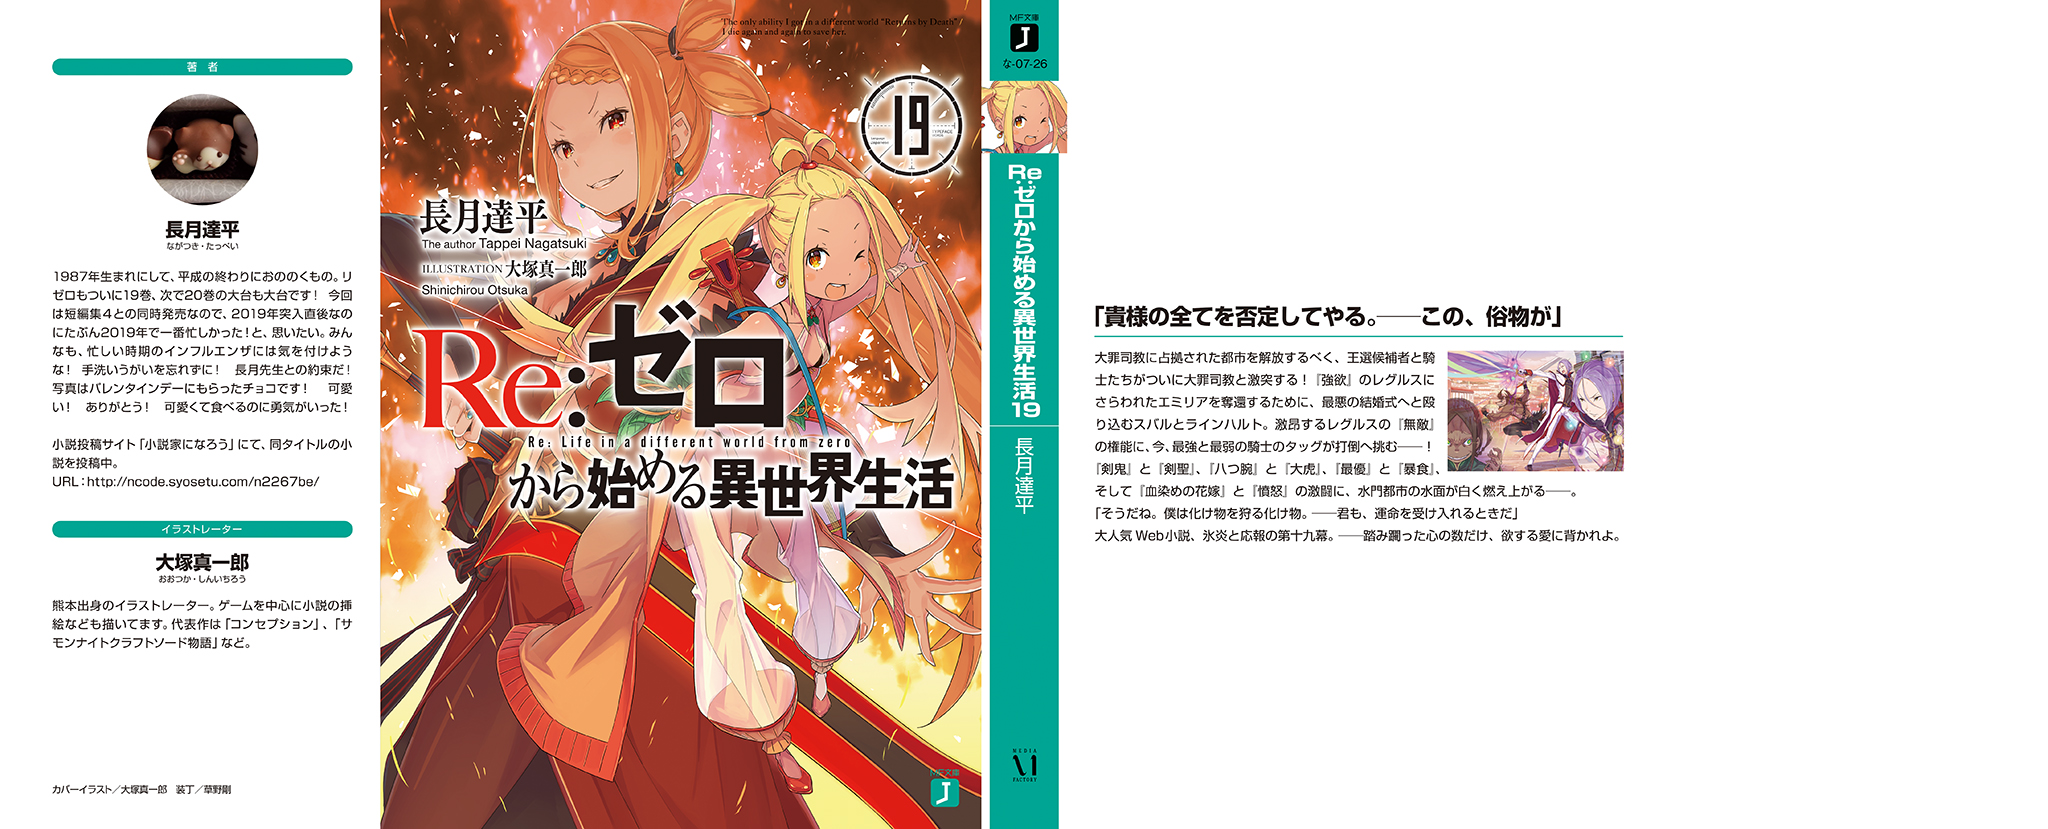 著　者
長月達平
ながつき・たっぺい
1987年生まれにして、平成の終わりにおののくもの。リ
ゼロもついに19巻、次で20巻の大台も大台です！　今回
は短編集４との同時発売なので、2019年突入直後なの
にたぶん2019年で一番忙しかった！と、思いたい。みん
なも、忙しい時期のインフルエンザには気を付けよう
な！　手洗いうがいを忘れずに！　長月先生との約束だ！
写真はバレンタインデーにもらったチョコです！　可愛
い！　ありがとう！　可愛くて食べるのに勇気がいった！
小説投稿サイト「小説家になろう」にて、同タイトルの小
説を投稿中。
URL：http://ncode.syosetu.com/n2267be/
イラストレーター
大塚真一郎
おおつか・しんいちろう
熊本出身のイラストレーター。ゲームを中心に小説の挿
絵なども描いてます。代表作は「コンセプション」、「サ
モンナイトクラフトソード物語」など。
カバーイラスト／大塚真一郎　装丁／草野剛
The only ability I got in a different world "Returns by Death"
I die again and again to save her.
19
長月達平
The author Tappei Nagatsuki
ILLUSTRATION 大塚真一郎
Shinichirou Otsuka
Re:ゼロ
Re: Life in a different world from zero
から始める異世界生活
MF文庫
J
MF文庫
J
な-07-26
Re:ゼロから始める異世界生活19
長月達平
MEDIA
FACTORY
「貴様の全てを否定してやる。──この、俗物が」
大罪司教に占拠された都市を解放するべく、王選候補者と騎
士たちがついに大罪司教と激突する！『強欲』のレグルスに
さらわれたエミリアを奪還するために、最悪の結婚式へと殴
り込むスバルとラインハルト。激昂するレグルスの『無敵』
の権能に、今、最強と最弱の騎士のタッグが打倒へ挑む──！
『剣鬼』と『剣聖』、『八つ腕』と『大虎』、『最優』と『暴食』、
そして『血染めの花嫁』と『憤怒』の激闘に、水門都市の水面が白く燃え上がる──。
「そうだね。僕は化け物を狩る化け物。──君も、運命を受け入れるときだ」
大人気Web小説、氷炎と応報の第十九幕。──踏み躙った心の数だけ、欲する愛に背かれよ。